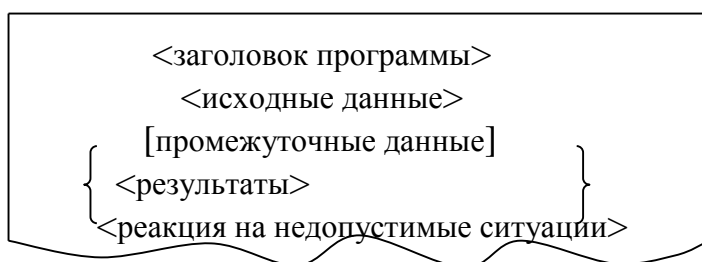 <заголовок программы>
<исходные данные>
[промежуточные данные]
<результаты>
<реакция на недопустимые ситуации>